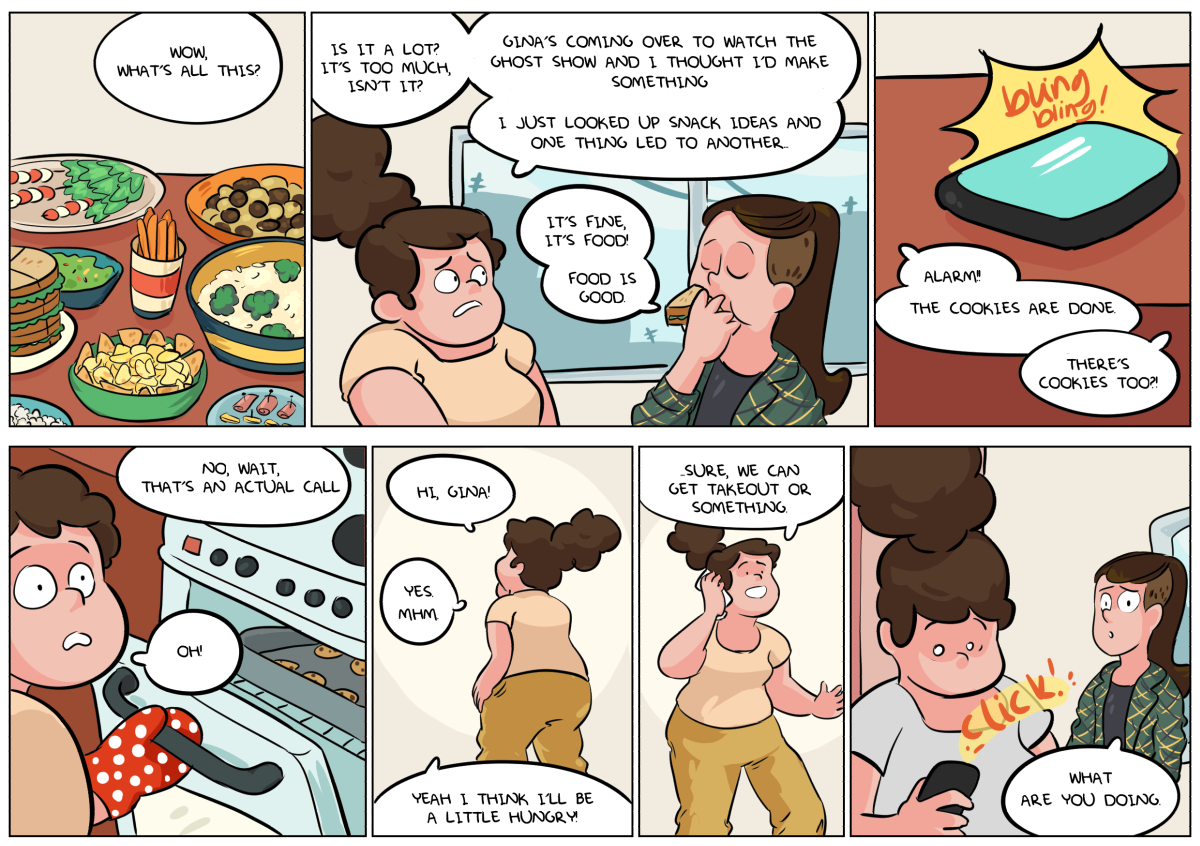 WOW,
WHAT'S ALL THIS?
IS IT A LOT?
IT'S TOO MUCH,
ISN'T IT?
GINA'S COMING OVER TO WATCH THE
GHOST SHOW AND I THOUGHT I'D MAKE
SOMETHING
I JUST LOOKED UP SNACK IDEAS AND
ONE THING LED TO ANOTHER...
IT'S FINE,
IT'S FOOD!
FOOD IS
GOOD.
bling
bling!
ALARM!!
THE COOKIES ARE DONE.
THERE'S
COOKIES TOO?!
NO, WAIT,
THAT'S AN ACTUAL CALL
OH!
HI, GINA!
YES.
MHM.
YEAH I THINK I'LL BE
A LITTLE HUNGRY!
...SURE, WE CAN
GET TAKEOUT OR
SOMETHING.
click!
WHAT
ARE YOU DOING.